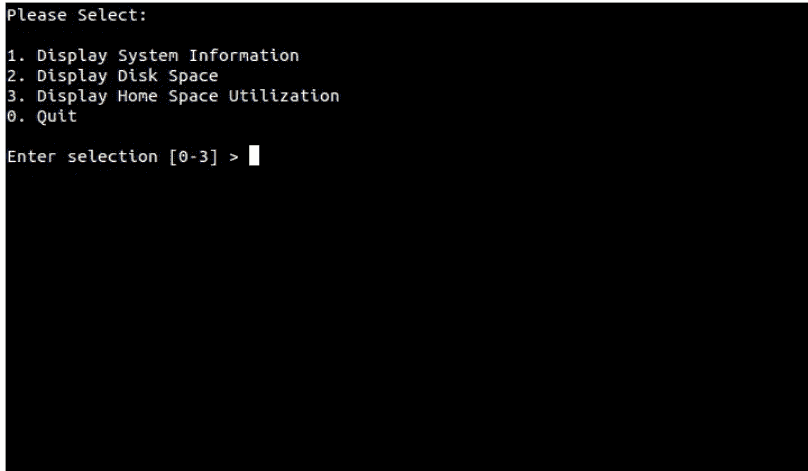 Please Select:
1. Display System Information
2. Display Disk Space
3. Display Home Space Utilization
0. Quit
Enter selection [0-3] >